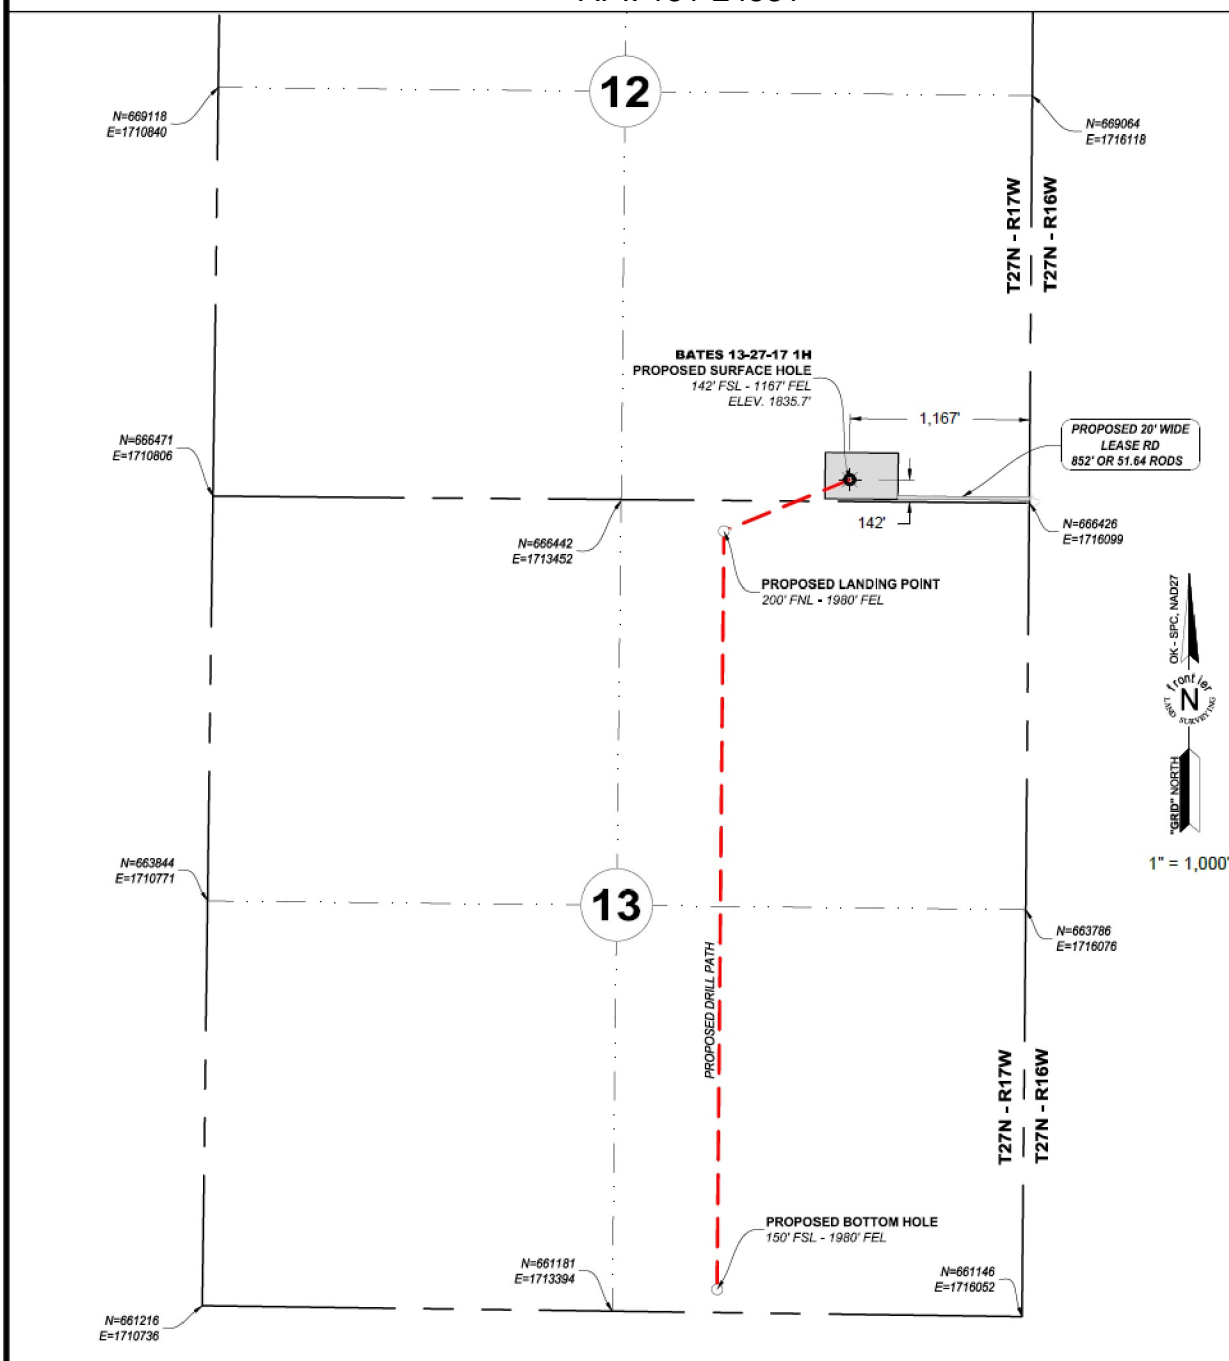 12
N=669118
E=1710840
N=669064
E=1716118
T27N - R17W
T27N - R16W
BATES 13-27-17 1H
PROPOSED SURFACE HOLE
142' FSL - 1167' FEL
ELEV. 1835.7'
1,167'
PROPOSED 20' WIDE
LEASE RD
852' OR 51.64 RODS
N=666471
E=1710806
142'
N=666442
E=1713452
N=666426
E=1716099
PROPOSED LANDING POINT
200' FNL - 1980' FEL
OK - SPC, NAD27
frontier
N
LAND SURVEYING
"GRID" NORTH
1" = 1,000'
N=663844
E=1710771
13
N=663786
E=1716076
PROPOSED DRILL PATH
T27N - R17W
T27N - R16W
PROPOSED BOTTOM HOLE
150' FSL - 1980' FEL
N=661181
E=1713394
N=661146
E=1716052
N=661216
E=1710736